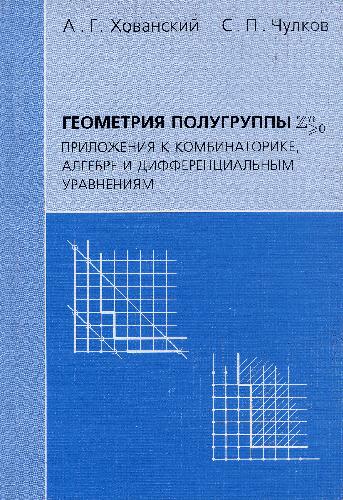 А. Г. Хованский С. П. Чулков
ГЕОМЕТРИЯ ПОЛУГРУППЫ ℤⁿ≥0
ПРИЛОЖЕНИЯ К КОМБИНАТОРИКЕ,
АЛГЕБРЕ И ДИФФЕРЕНЦИАЛЬНЫМ
УРАВНЕНИЯМ